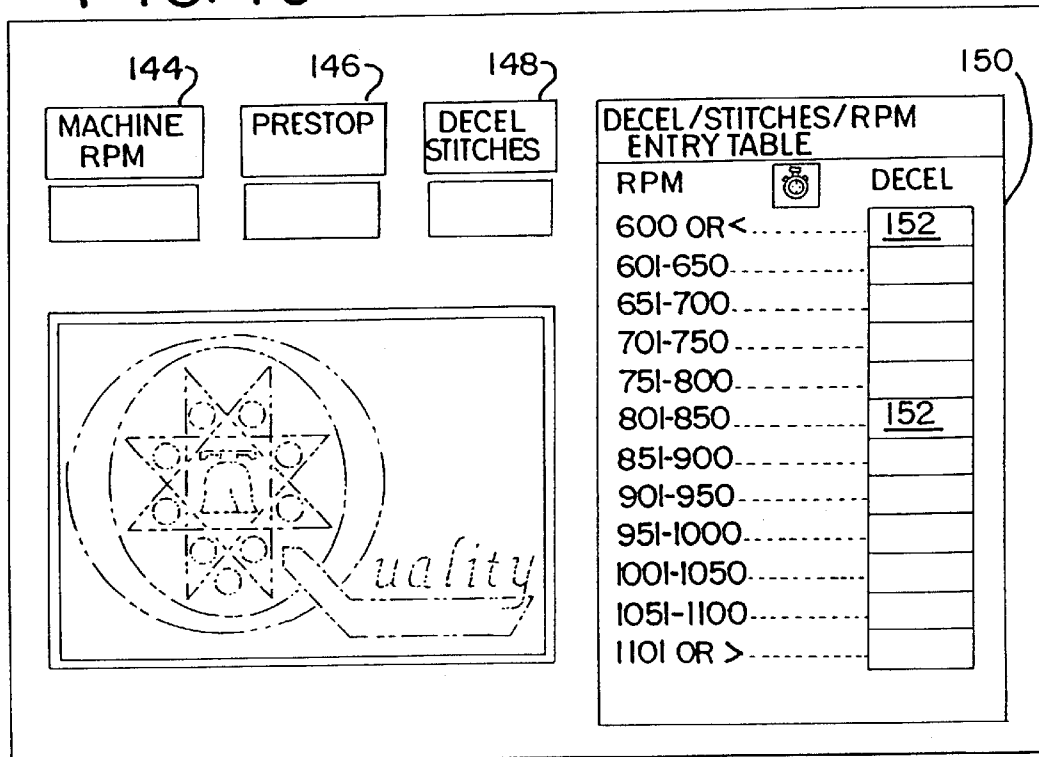 144
146
148
150
MACHINE RPM
PRESTOP
DECEL STITCHES
DECEL/STITCHES/RPM
ENTRY TABLE
RPM DECEL
600 OR<.......... 152
601-650
651-700
701-750
751-800
801-850 152
851-900
901-950
951-1000
1001-1050
1051-1100
1101 OR >
Quality